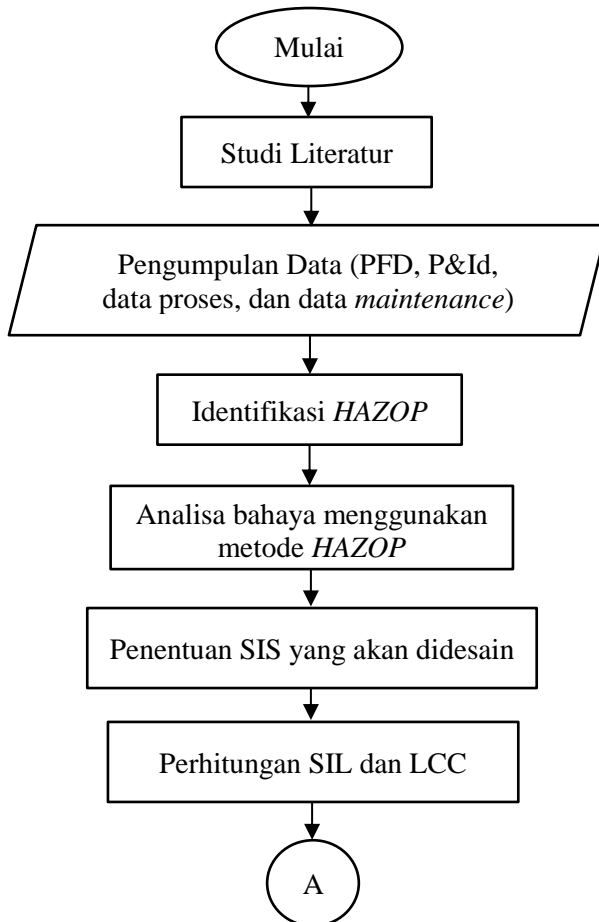 Mulai
Studi Literatur
Pengumpulan Data (PFD, P&Id,
data proses, dan data maintenance)
Identifikasi HAZOP
Analisa bahaya menggunakan
metode HAZOP
Penentuan SIS yang akan didesain
Perhitungan SIL dan LCC
A